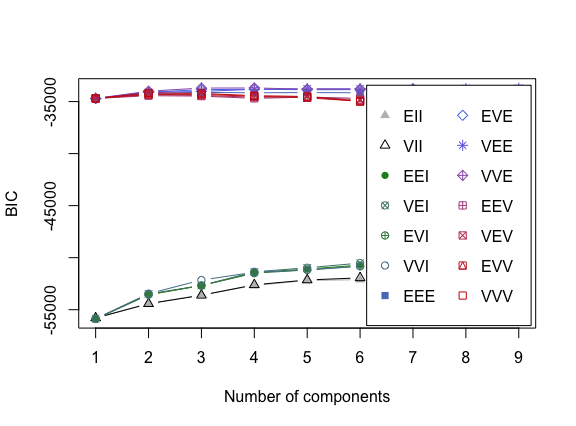 -35000
-45000
-55000
BIC
EII EVE
VII VEE
EEI VVE
VEI EEV
EVI VEV
VVI EVV
EEE VVV
1 2 3 4 5 6 7 8 9
Number of components